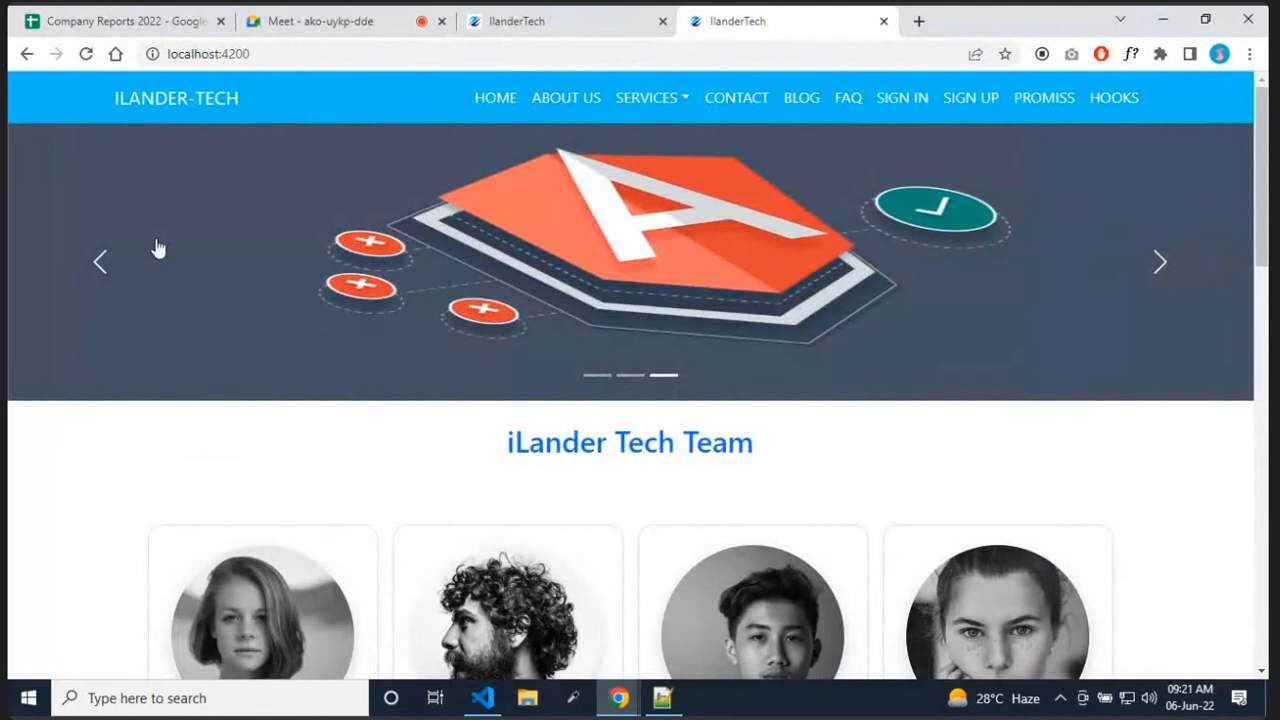 Company Reports 2022 - Google
Meet - ako-uykp-dde
IlanderTech
IlanderTech
localhost:4200
f?
ILANDER-TECH
HOME
ABOUT US
SERVICES
CONTACT
BLOG
FAQ
SIGN IN
SIGN UP
PROMISS
HOOKS
A
iLander Tech Team
Type here to search
28°C Haze
09:21 AM
06-Jun-22